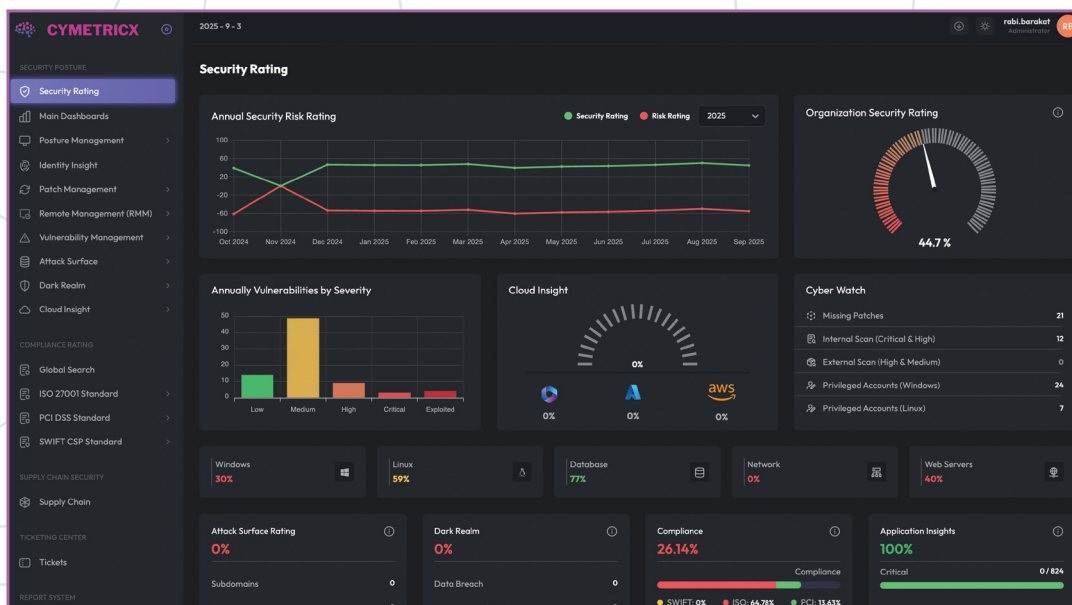 CYMETRICX
2025 - 9 - 3
rabi.barakat
Administrator
RB
SECURITY POSTURE
Security Rating
Main Dashboards
Posture Management
Identity Insight
Patch Management
Remote Management (RMM)
Vulnerability Management
Attack Surface
Dark Realm
Cloud Insight
COMPLIANCE RATING
Global Search
ISO 27001 Standard
PCI DSS Standard
SWIFT CSP Standard
SUPPLY CHAIN SECURITY
Supply Chain
TICKETING CENTER
Tickets
REPORT SYSTEM
Security Rating
Annual Security Risk Rating
Security Rating
Risk Rating
2025
100
60
20
-20
-60
-100
Oct 2024 Nov 2024 Dec 2024 Jan 2025 Feb 2025 Mar 2025 Apr 2025 May 2025 Jun 2025 Jul 2025 Aug 2025 Sep 2025
Organization Security Rating
44.7 %
Annually Vulnerabilities by Severity
50
40
30
20
10
0
Low Medium High Critical Exploited
Cloud Insight
0%
aws
0% 0% 0%
Cyber Watch
Missing Patches 21
Internal Scan (Critical & High) 12
External Scan (High & Medium) 0
Privileged Accounts (Windows) 24
Privileged Accounts (Linux) 7
Windows
30%
Linux
59%
Database
77%
Network
0%
Web Servers
40%
Attack Surface Rating
0%
Subdomains 0
Dark Realm
0%
Data Breach 0
Compliance
26.14%
Compliance
SWIFT: 0% ISO: 64.78% PCI: 13.63%
Application Insights
100%
Critical 0 / 824